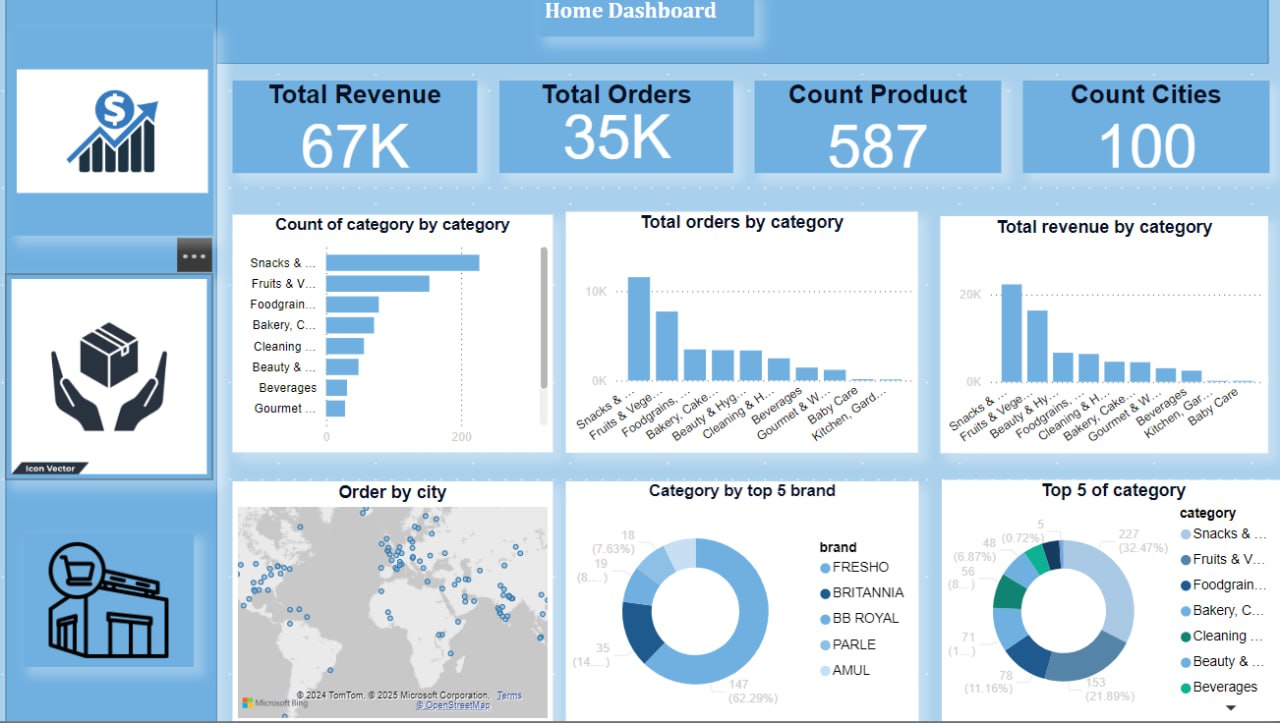 Home Dashboard
Total Revenue
67K
Total Orders
35K
Count Product
587
Count Cities
100
$
Icon Vector
Count of category by category
Snacks & ...
Fruits & V...
Foodgrain...
Bakery, C...
Cleaning ...
Beauty & ...
Beverages
Gourmet ...
0
200
Total orders by category
10K
0K
Snacks & ...
Fruits & Vege...
Foodgrains, ...
Bakery, Cake...
Beauty & Hyg...
Cleaning & H...
Beverages
Gourmet & W...
Baby Care
Kitchen, Gard...
Total revenue by category
20K
0K
Snacks & ...
Fruits & Vege...
Beauty & Hy...
Foodgrains, ...
Cleaning & H...
Bakery, Cake...
Gourmet & W...
Beverages
Kitchen, Gar...
Baby Care
Order by city
Microsoft Bing
© 2024 TomTom, © 2025 Microsoft Corporation, Terms
© OpenStreetMap
Category by top 5 brand
18
(7.63%)
19
(8....)
35
(14....)
147
(62.29%)
brand
FRESHO
BRITANNIA
BB ROYAL
PARLE
AMUL
Top 5 of category
5
(0.72%)
48
(6.87%)
56
(8....)
71
(1...)
78
(11.16%)
153
(21.89%)
227
(32.47%)
category
Snacks & ...
Fruits & V...
Foodgrain...
Bakery, C...
Cleaning ...
Beauty & ...
Beverages